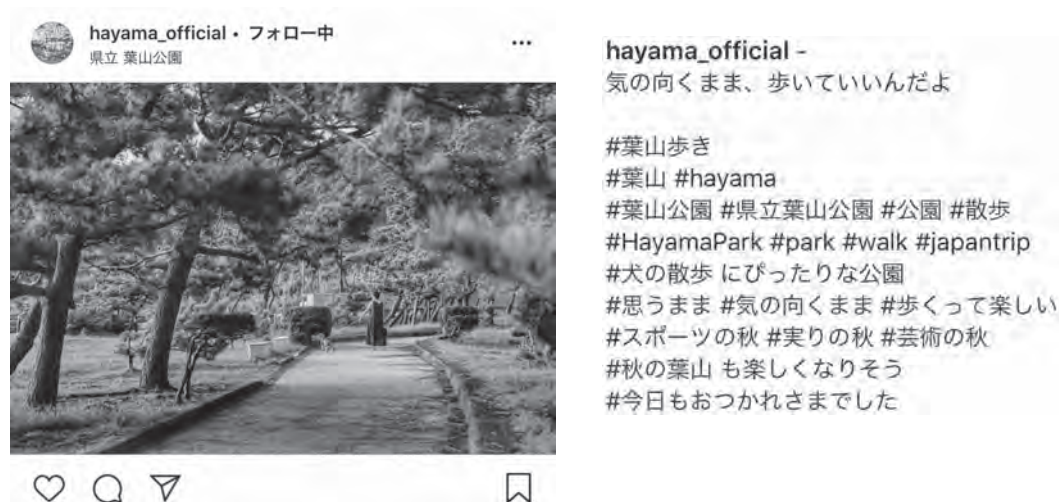 hayama_official • フォロー中
県立 葉山公園
hayama_official -
気の向くまま、歩いていいんだよ
#葉山歩き
#葉山 #hayama
#葉山公園 #県立葉山公園 #公園 #散歩
#HayamaPark #park #walk #japantrip
#犬の散歩 にぴったりな公園
#思うまま #気の向くまま #歩くって楽しい
#スポーツの秋 #実りの秋 #芸術の秋
#秋の葉山 も楽しくなりそう
#今日もおつかれさまでした